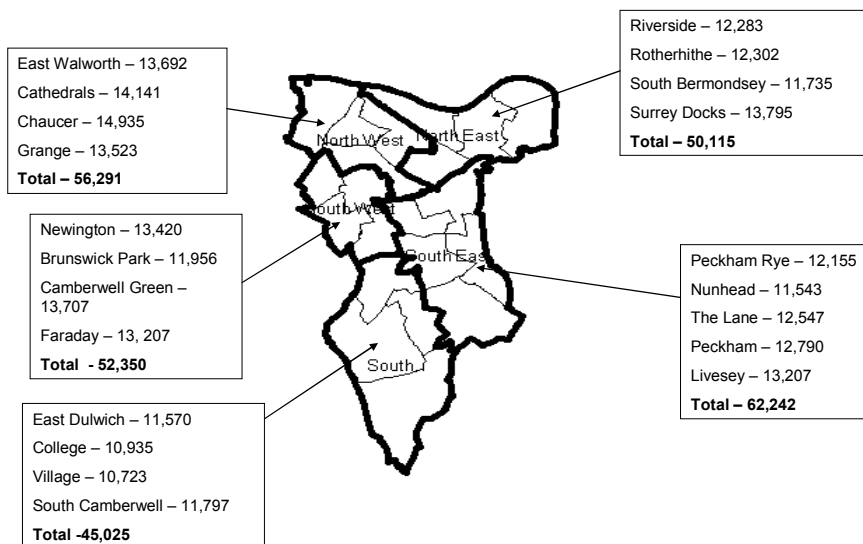 East Walworth – 13,692
Cathedrals – 14,141
Chaucer – 14,935
Grange – 13,523
Total – 56,291
Riverside – 12,283
Rotherhithe – 12,302
South Bermondsey – 11,735
Surrey Docks – 13,795
Total – 50,115
North West
North East
South West
South East
South
Newington – 13,420
Brunswick Park – 11,956
Camberwell Green –
13,707
Faraday – 13, 207
Total - 52,350
Peckham Rye – 12,155
Nunhead – 11,543
The Lane – 12,547
Peckham – 12,790
Livesey – 13,207
Total – 62,242
East Dulwich – 11,570
College – 10,935
Village – 10,723
South Camberwell – 11,797
Total -45,025